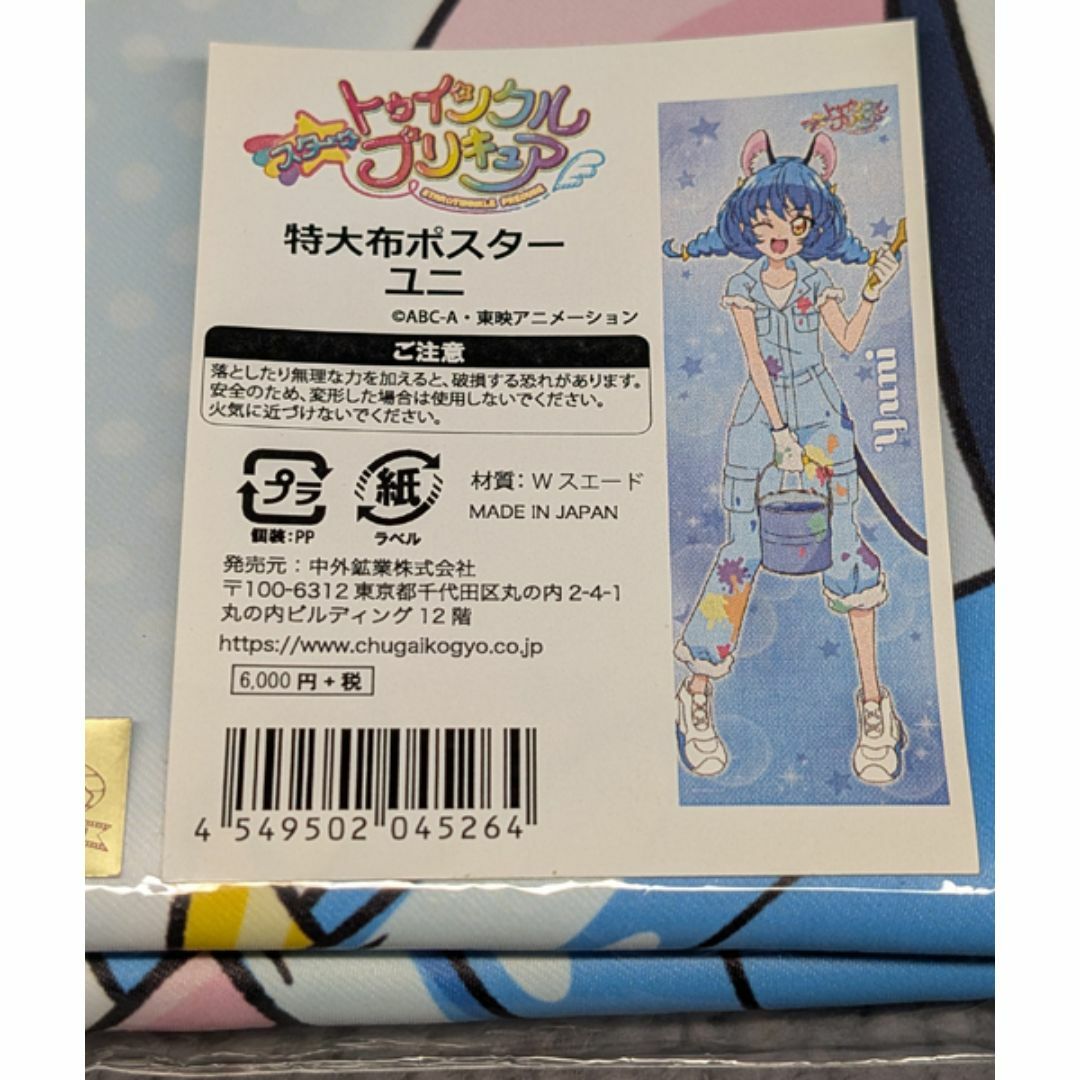 スター☆
トゥインクル
プリキュア
STAR☆TWINKLE PRECURE
特大布ポスター
ユニ
©ABC-A・東映アニメーション
ご注意
落としたり無理な力を加えると、破損する恐れがあります。
安全のため、変形した場合は使用しないでください。
火気に近づけないでください。
プラ
個装:PP
紙
ラベル
材質:Wスエード
MADE IN JAPAN
発売元:中外鉱業株式会社
〒100-6312 東京都千代田区丸の内 2-4-1
丸の内ビルディング 12 階
https://www.chugaikogyo.co.jp
6,000 円 + 税
4 549502 045264
yuni